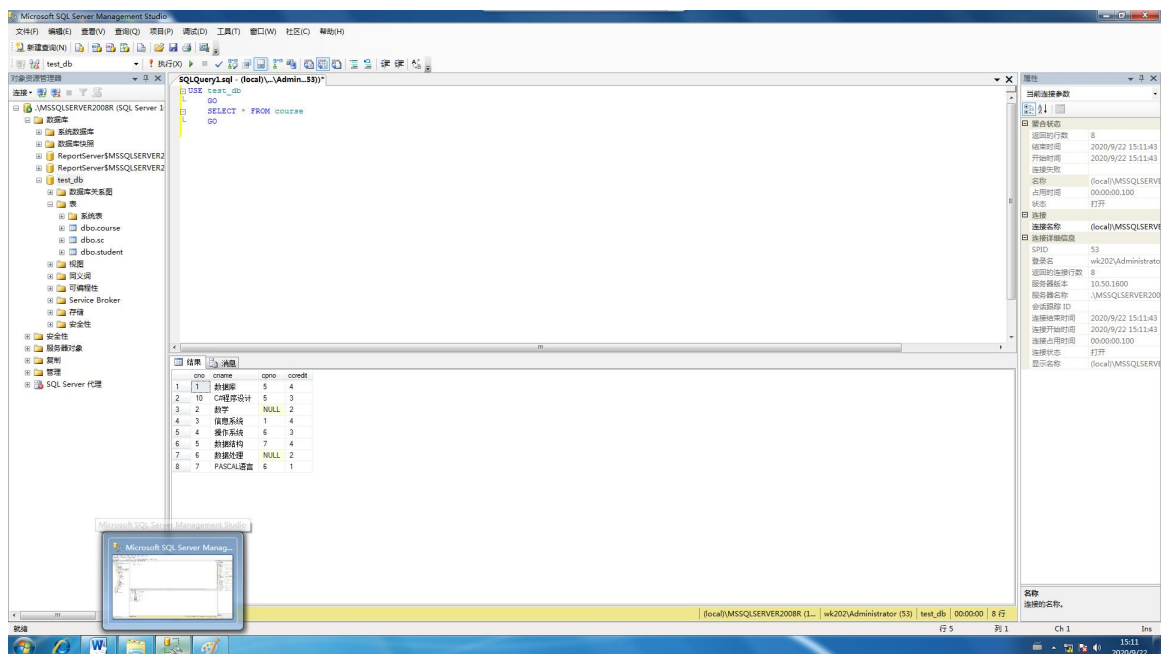 Microsoft SQL Server Management Studio
文件(F) 编辑(E) 查看(V) 查询(Q) 项目(P) 调试(D) 工具(T) 窗口(W) 社区(C) 帮助(H)
新建查询(N)
test_db 执行(X)
对象资源管理器
连接
.\MSSQLSERVER2008R (SQL Server 1
数据库
系统数据库
数据库快照
ReportServer$MSSQLSERVER2
ReportServer$MSSQLSERVER2
test_db
数据库关系图
表
系统表
dbo.course
dbo.sc
dbo.student
视图
同义词
可编程性
Service Broker
存储
安全性
安全性
服务器对象
复制
管理
SQL Server 代理
SQLQuery1.sql - (local)\...\Admin...53))*
USE test_db
GO
SELECT * FROM course
GO
结果 消息
cno cname cpno ccredit
1 1 数据库 5 4
2 10 C#程序设计 5 3
3 2 数学 NULL 2
4 3 信息系统 1 4
5 4 操作系统 6 3
6 5 数据结构 7 4
7 6 数据处理 NULL 2
8 7 PASCAL语言 6 1
属性
当前连接参数
聚合状态
返回的行数 8
结束时间 2020/9/22 15:11:43
开始时间 2020/9/22 15:11:43
连接失败
名称 (local)\MSSQLSERVE
占用时间 00:00:00.100
状态 打开
连接
连接名称 (local)\MSSQLSERVE
连接详细信息
SPID 53
登录名 wk202\Administrato
返回的连接行数 8
服务器版本 10.50.1600
服务器名称 .\MSSQLSERVER200
会话跟踪 ID
连接结束时间 2020/9/22 15:11:43
连接开始时间 2020/9/22 15:11:43
连接占用时间 00:00:00.100
连接状态 打开
显示名称 (local)\MSSQLSERVE
名称
连接的名称。
Microsoft SQL Server Management Studio
Microsoft SQL Server Manag...
(local)\MSSQLSERVER2008R (1... wk202\Administrator (53) test_db 00:00:00 8 行
就绪 行 5 列 1 Ch 1 Ins
15:11
2020/9/22